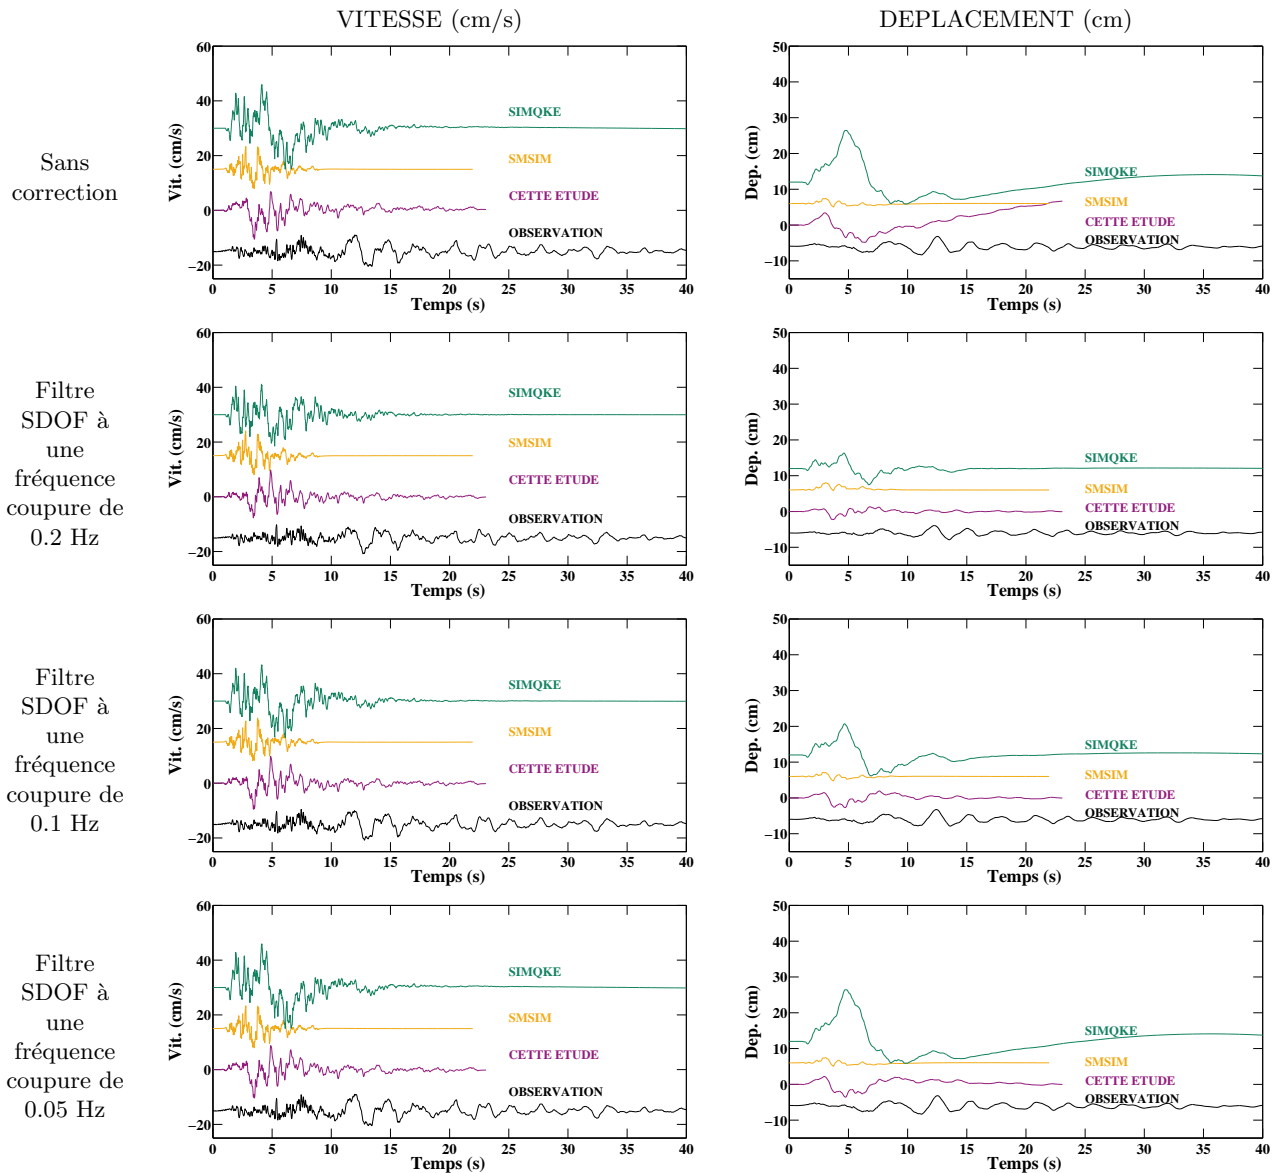 VITESSE (cm/s)
DEPLACEMENT (cm)
Sans
correction
Vit. (cm/s)
60
40
20
0
−20
SIMQKE
SMSIM
CETTE ETUDE
OBSERVATION
0 5 10 15 20 25 30 35 40
Temps (s)
Dep. (cm)
50
40
30
20
10
0
−10
SIMQKE
SMSIM
CETTE ETUDE
OBSERVATION
0 5 10 15 20 25 30 35 40
Temps (s)
Filtre
SDOF à
une
fréquence
coupure de
0.2 Hz
Vit. (cm/s)
60
40
20
0
−20
SIMQKE
SMSIM
CETTE ETUDE
OBSERVATION
0 5 10 15 20 25 30 35 40
Temps (s)
Dep. (cm)
50
40
30
20
10
0
−10
SIMQKE
SMSIM
CETTE ETUDE
OBSERVATION
0 5 10 15 20 25 30 35 40
Temps (s)
Filtre
SDOF à
une
fréquence
coupure de
0.1 Hz
Vit. (cm/s)
60
40
20
0
−20
SIMQKE
SMSIM
CETTE ETUDE
OBSERVATION
0 5 10 15 20 25 30 35 40
Temps (s)
Dep. (cm)
50
40
30
20
10
0
−10
SIMQKE
SMSIM
CETTE ETUDE
OBSERVATION
0 5 10 15 20 25 30 35 40
Temps (s)
Filtre
SDOF à
une
fréquence
coupure de
0.05 Hz
Vit. (cm/s)
60
40
20
0
−20
SIMQKE
SMSIM
CETTE ETUDE
OBSERVATION
0 5 10 15 20 25 30 35 40
Temps (s)
Dep. (cm)
50
40
30
20
10
0
−10
SIMQKE
SMSIM
CETTE ETUDE
OBSERVATION
0 5 10 15 20 25 30 35 40
Temps (s)